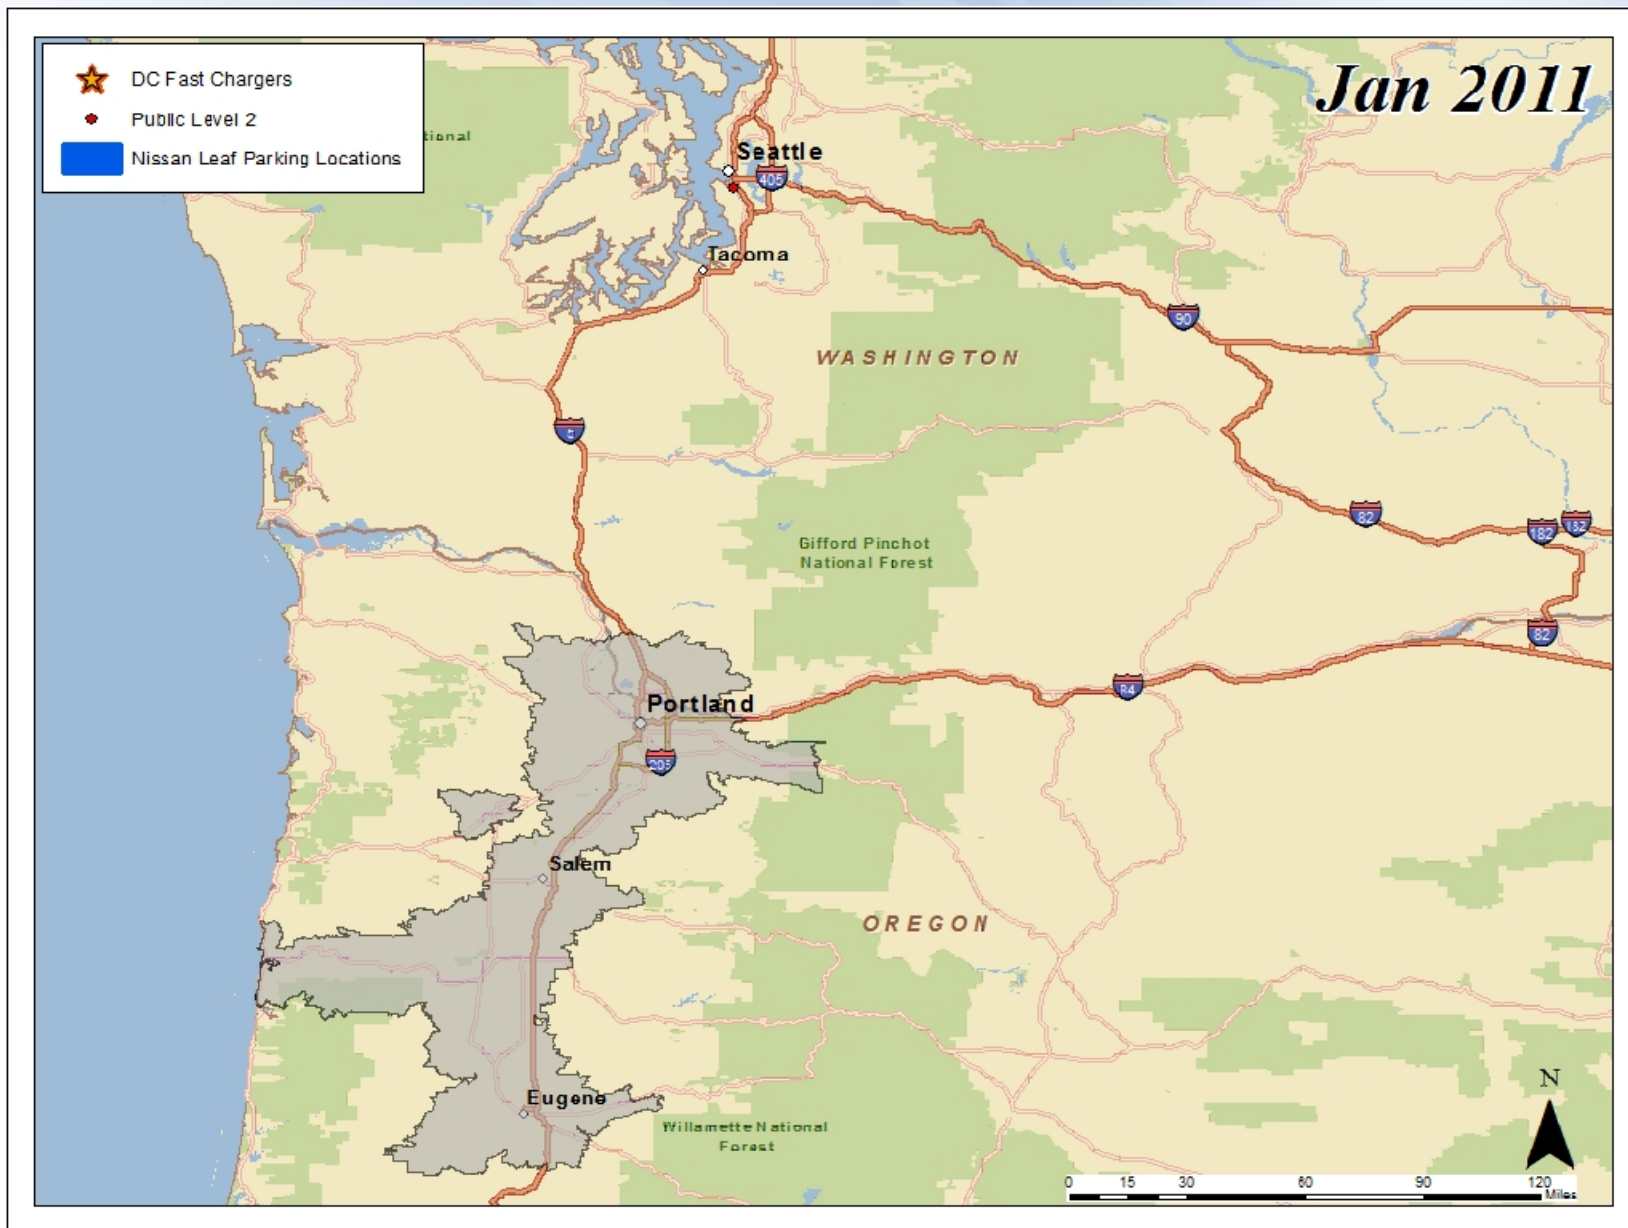 DC Fast Chargers
Public Level 2
Nissan Leaf Parking Locations
tional
Jan 2011
Seattle
405
Tacoma
90
WASHINGTON
5
82
182
182
Gifford Pinchot
National Forest
82
84
Portland
205
Salem
OREGON
Eugene
Willamette National
Forest
N
0 15 30 60 90 120
Miles